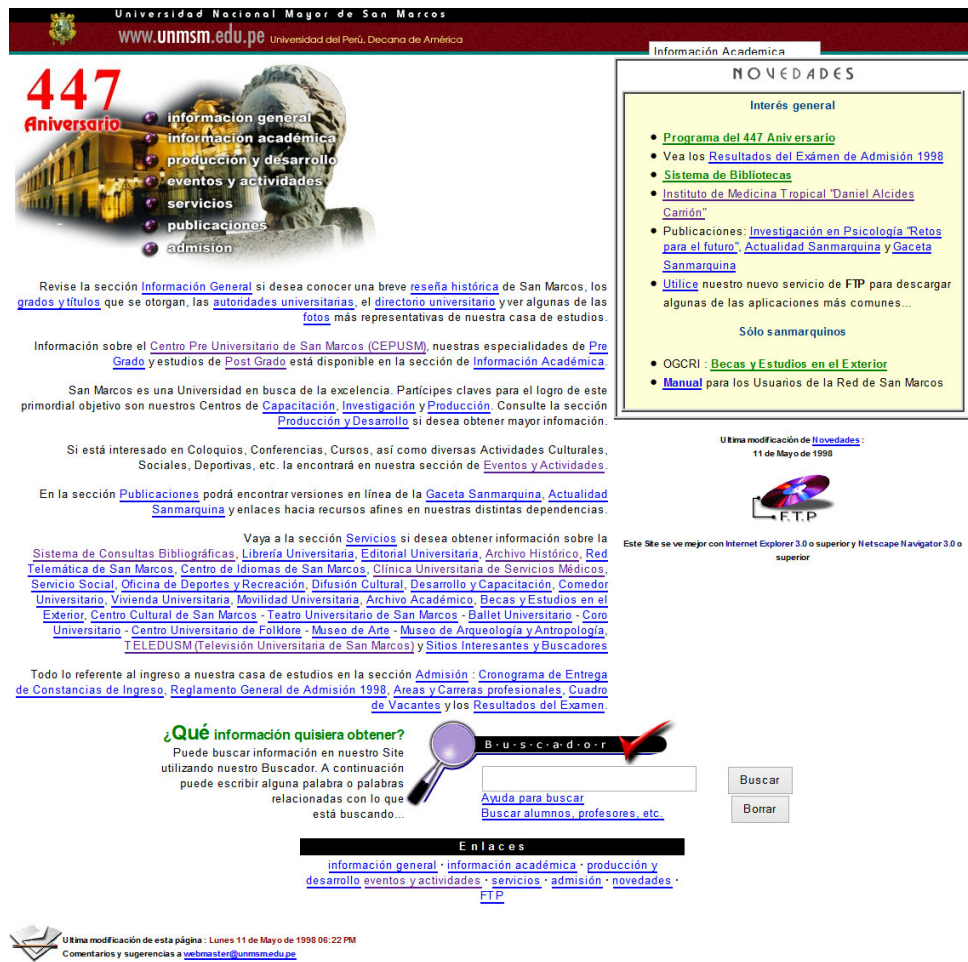 Universidad Nacional Mayor de San Marcos
www.unmsm.edu.pe Universidad del Perú, Decana de América
Información Academica
447
Aniversario
información general
información académica
producción y desarrollo
eventos y actividades
servicios
publicaciones
admisión
Revise la sección Información General si desea conocer una breve reseña histórica de San Marcos, los
grados y títulos que se otorgan, las autoridades universitarias, el directorio universitario y ver algunas de las
fotos más representativas de nuestra casa de estudios.
Información sobre el Centro Pre Universitario de San Marcos (CEPUSM), nuestras especialidades de Pre
Grado y estudios de Post Grado está disponible en la sección de Información Académica.
San Marcos es una Universidad en busca de la excelencia. Partícipes claves para el logro de este
primordial objetivo son nuestros Centros de Capacitación, Investigación y Producción. Consulte la sección
Producción y Desarrollo si desea obtener mayor infomación.
Si está interesado en Coloquios, Conferencias, Cursos, así como diversas Actividades Culturales,
Sociales, Deportivas, etc. la encontrará en nuestra sección de Eventos y Actividades.
En la sección Publicaciones podrá encontrar versiones en línea de la Gaceta Sanmarquina, Actualidad
Sanmarquina y enlaces hacia recursos afines en nuestras distintas dependencias.
Vaya a la sección Servicios si desea obtener información sobre la
Sistema de Consultas Bibliográficas, Librería Universitaria, Editorial Universitaria, Archivo Histórico, Red
Telemática de San Marcos, Centro de Idiomas de San Marcos, Clínica Universitaria de Servicios Médicos,
Servicio Social, Oficina de Deportes y Recreación, Difusión Cultural, Desarrollo y Capacitación, Comedor
Universitario, Vivienda Universitaria, Movilidad Universitaria, Archivo Académico, Becas y Estudios en el
Exterior, Centro Cultural de San Marcos - Teatro Universitario de San Marcos - Ballet Universitario - Coro
Universitario - Centro Universitario de Folklore - Museo de Arte - Museo de Arqueología y Antropología,
TELEDUSM (Televisión Universitaria de San Marcos) y Sitios Interesantes y Buscadores
Todo lo referente al ingreso a nuestra casa de estudios en la sección Admisión : Cronograma de Entrega
de Constancias de Ingreso, Reglamento General de Admisión 1998, Areas y Carreras profesionales, Cuadro
de Vacantes y los Resultados del Examen.
NOVEDADES
Interés general
Programa del 447 Aniversario
Vea los Resultados del Exámen de Admisión 1998
Sistema de Bibliotecas
Instituto de Medicina Tropical "Daniel Alcides
Carrión"
Publicaciones: Investigación en Psicología "Retos
para el futuro", Actualidad Sanmarquina y Gaceta
Sanmarquina
Utilice nuestro nuevo servicio de FTP para descargar
algunas de las aplicaciones más comunes...
Sólo sanmarquinos
OGCRI : Becas y Estudios en el Exterior
Manual para los Usuarios de la Red de San Marcos
Ultima modificación de Novedades :
11 de Mayo de 1998
F.T.P
Este Site se ve mejor con Internet Explorer 3.0 o superior y Netscape Navigator 3.0 o
superior
¿Qué información quisiera obtener?
Puede buscar información en nuestro Site
utilizando nuestro Buscador. A continuación
puede escribir alguna palabra o palabras
relacionadas con lo que
está buscando...
B·u·s·c·a·d·o·r
Ayuda para buscar
Buscar alumnos, profesores, etc.
Buscar
Borrar
Enlaces
información general · información académica · producción y
desarrollo eventos y actividades · servicios · admisión · novedades ·
FTP
Ultima modificación de esta página : Lunes 11 de Mayo de 1998 06:22 PM
Comentarios y sugerencias a webmaster@unmsm.edu.pe